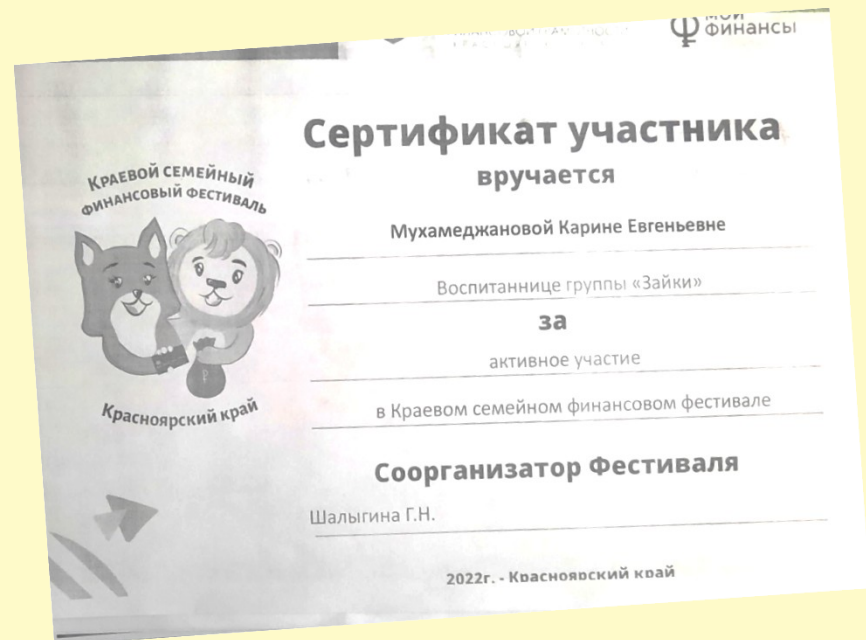 мои
финансы
Сертификат участника
вручается
КРАЕВОЙ СЕМЕЙНЫЙ
ФИНАНСОВЫЙ ФЕСТИВАЛЬ
Мухамеджановой Карине Евгеньевне
Воспитаннице группы «Зайки»
за
активное участие
в Краевом семейном финансовом фестивале
Красноярский край
Соорганизатор Фестиваля
Шалыгина Г.Н.
2022г. - Красноярский край